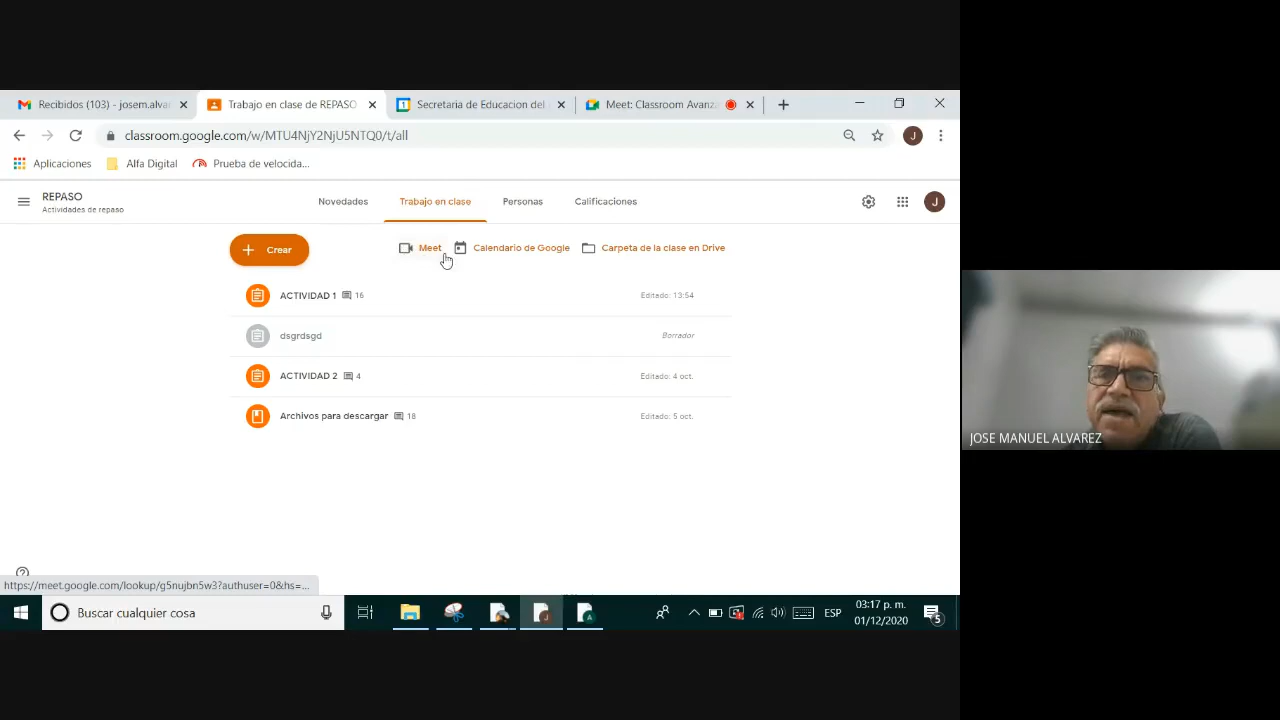 Recibidos (103) - josem.alva
Trabajo en clase de REPASO
Secretaria de Educacion del
Meet: Classroom Avanza
classroom.google.com/w/MTU4NjY2NjU5NTQ0/t/all
Aplicaciones
Alfa Digital
Prueba de velocida...
REPASO
Actividades de repaso
Novedades
Trabajo en clase
Personas
Calificaciones
J
J
Crear
Meet
Calendario de Google
Carpeta de la clase en Drive
ACTIVIDAD 1 16
Editado: 13:54
dsgrdsgd
Borrador
ACTIVIDAD 2 4
Editado: 4 oct.
Archivos para descargar 18
Editado: 5 oct.
JOSE MANUEL ALVAREZ
https://meet.google.com/lookup/g5nujbn5w3?authuser=0&hs=...
Buscar cualquier cosa
ESP
03:17 p. m.
01/12/2020
5